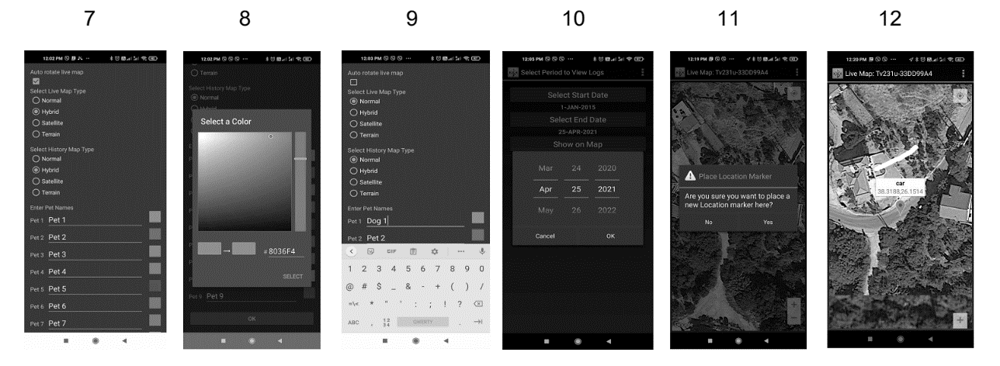 7
8
9
10
11
12
12:02 PM
Auto rotate live map
Select Live Map Type
Normal
Hybrid
Satellite
Terrain
Select History Map Type
Normal
Hybrid
Satellite
Terrain
Enter Pet Names
Pet 1 Pet 1
Pet 2 Pet 2
Pet 3 Pet 3
Pet 4 Pet 4
Pet 5 Pet 5
Pet 6 Pet 6
Pet 7 Pet 7
12:02 PM
Terrain
Select History Map Type
Normal
Select a Color
#8036F4
SELECT
Pet 9 Pet 9
OK
12:03 PM
Auto rotate live map
Select Live Map Type
Normal
Hybrid
Satellite
Terrain
Select History Map Type
Normal
Hybrid
Satellite
Terrain
Enter Pet Names
Pet 1 Dog 1
Pet 2 Pet 2
GIF
1 2 3 4 5 6 7 8 9 0
@ # $ _ & - + ( ) /
=\< * " ' : ; ! ?
ABC , 12 34 QWERTY .
12:05 PM
Select Period to View Logs
Select Start Date
1-JAN-2015
Select End Date
25-APR-2021
Show on Map
Mar 24 2020
Apr 25 2021
May 26 2022
Cancel OK
12:19 PM
Live Map: Tv231u-33DD99A4
Place Location Marker
Are you sure you want to place a
new Location marker here?
No Yes
12:20 PM
Live Map: Tv231u-33DD99A4
car
38.3188,26.1514